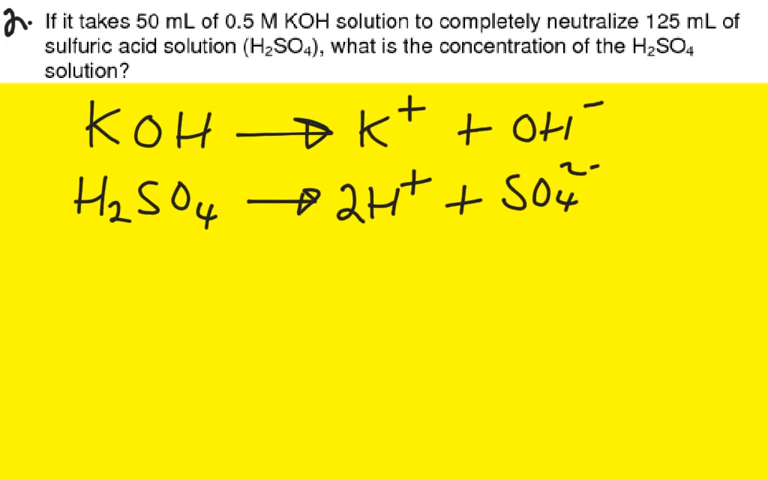 2. If it takes 50 mL of 0.5 M KOH solution to completely neutralize 125 mL of
sulfuric acid solution (H₂SO₄), what is the concentration of the H₂SO₄
solution?
KOH → K⁺ + OH⁻
H₂SO₄ → 2H⁺ + SO₄²⁻